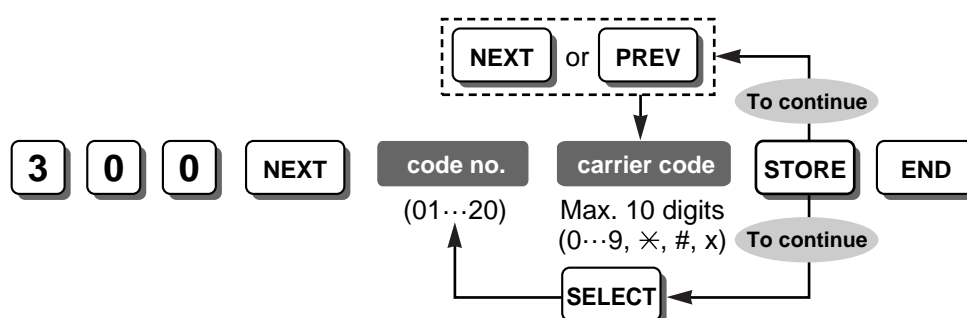 NEXT or PREV
To continue
3 0 0 NEXT code no. carrier code STORE END
(01···20) Max. 10 digits
(0···9, ✳, #, x) To continue
SELECT